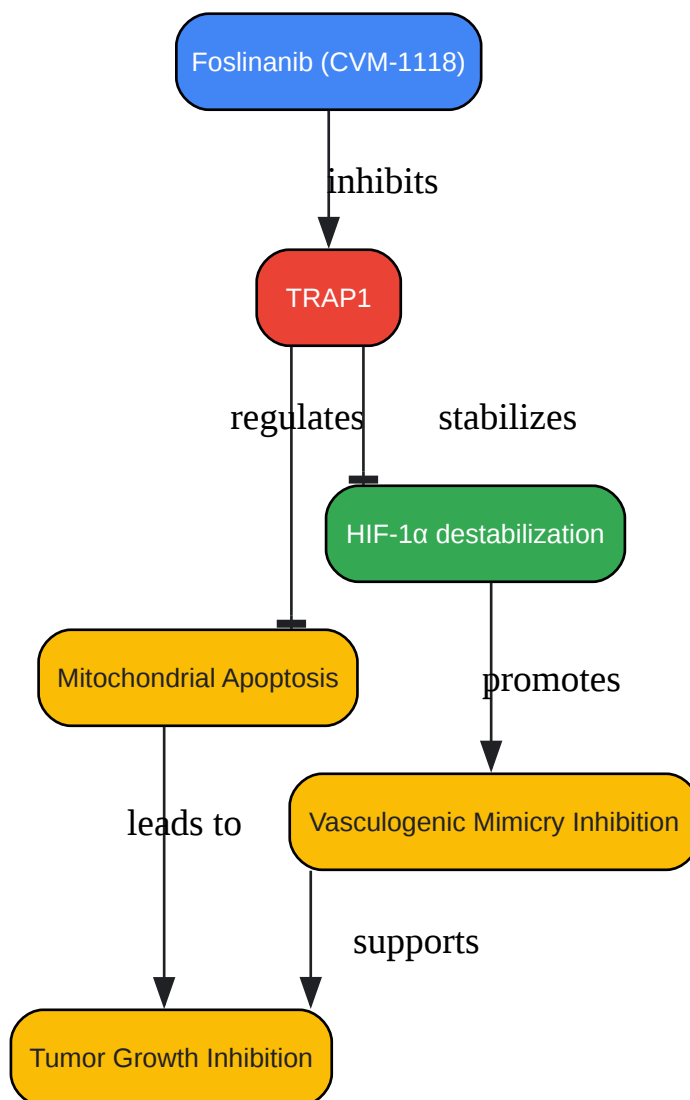 Foslinanib (CVM-1118)
inhibits
TRAP1
regulates
stabilizes
HIF-1α destabilization
Mitochondrial Apoptosis
promotes
leads to
Vasculogenic Mimicry Inhibition
supports
Tumor Growth Inhibition